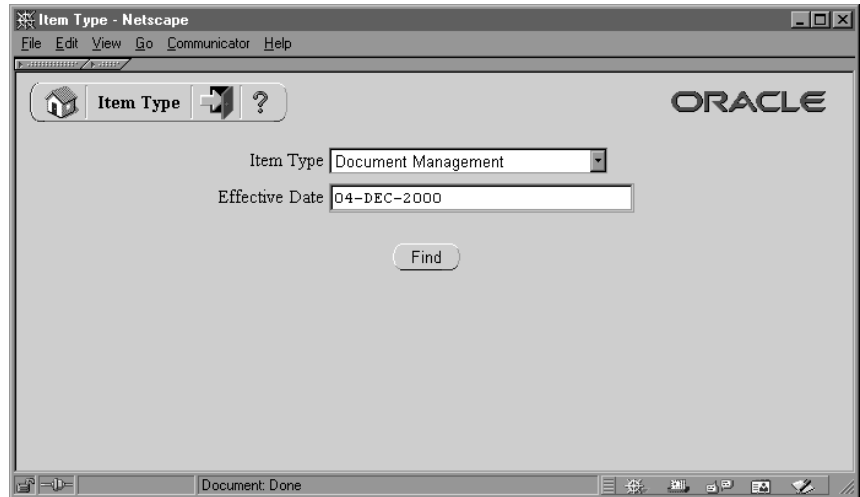 Item Type - Netscape
File Edit View Go Communicator Help
Item Type ? ORACLE
Item Type Document Management
Effective Date 04-DEC-2000
Find
Document: Done